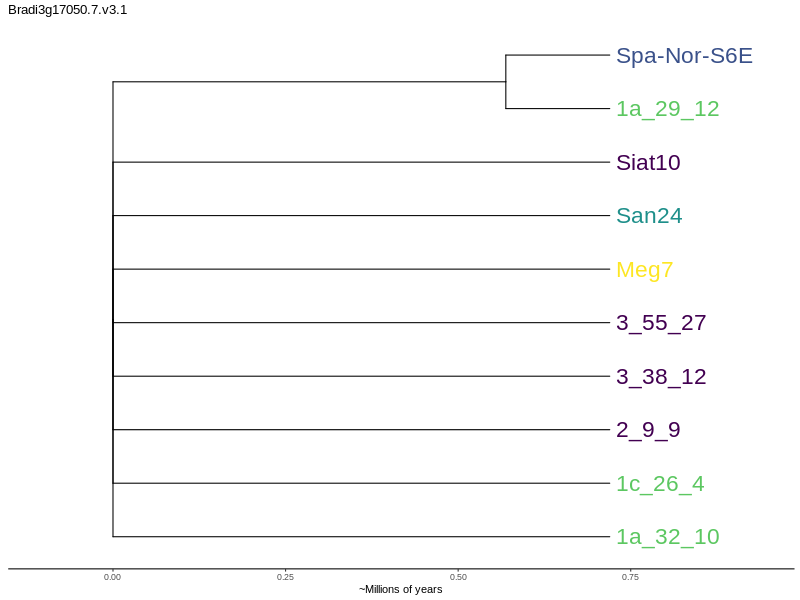 Bradi3g17050.7.v3.1
Spa-Nor-S6E
1a_29_12
Siat10
San24
Meg7
3_55_27
3_38_12
2_9_9
1c_26_4
1a_32_10
0.00 0.25 0.50 0.75
~Millions of years